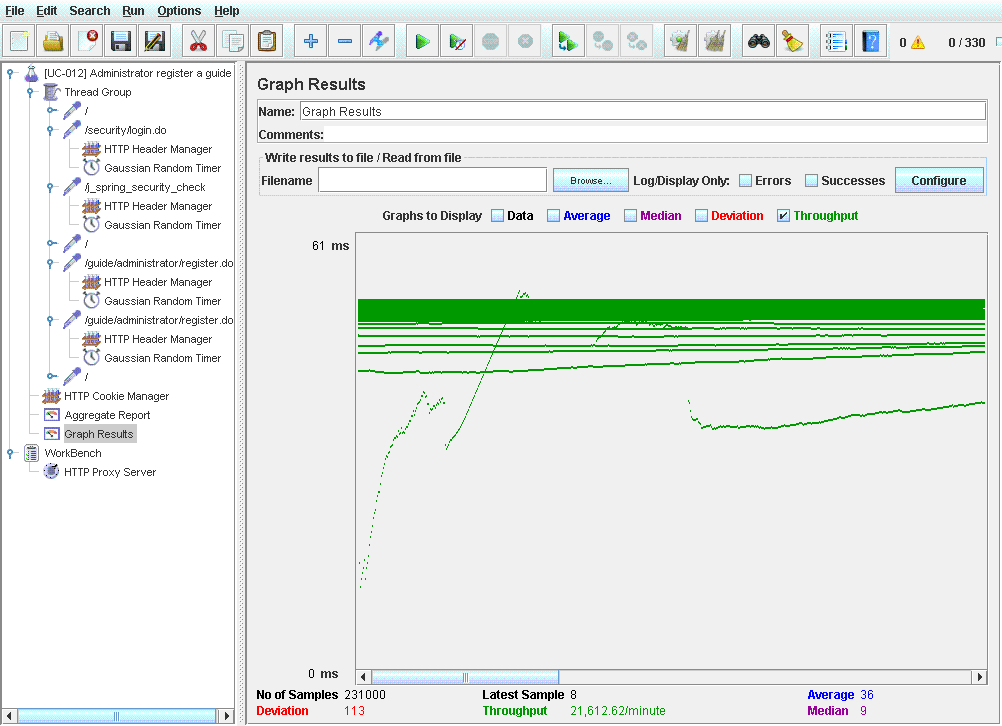 File Edit Search Run Options Help
0 0 / 330
[UC-012] Administrator register a guide
Thread Group
/
/security/login.do
HTTP Header Manager
Gaussian Random Timer
/j_spring_security_check
HTTP Header Manager
Gaussian Random Timer
/
/guide/administrator/register.do
HTTP Header Manager
Gaussian Random Timer
/guide/administrator/register.do
HTTP Header Manager
Gaussian Random Timer
/
HTTP Cookie Manager
Aggregate Report
Graph Results
WorkBench
HTTP Proxy Server
Graph Results
Name: Graph Results
Comments:
Write results to file / Read from file
Filename Browse... Log/Display Only: Errors Successes Configure
Graphs to Display Data Average Median Deviation Throughput
61 ms
0 ms
No of Samples 231000 Latest Sample 8 Average 36
Deviation 113 Throughput 21,612.62/minute Median 9